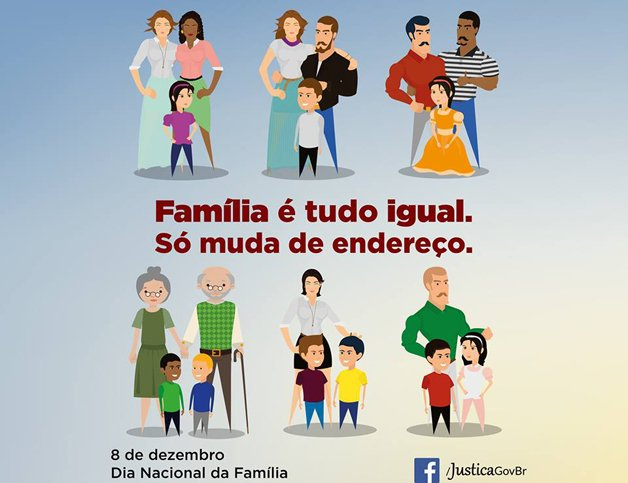 Família é tudo igual.
Só muda de endereço.
8 de dezembro
Dia Nacional da Família
f /JusticaGovBr